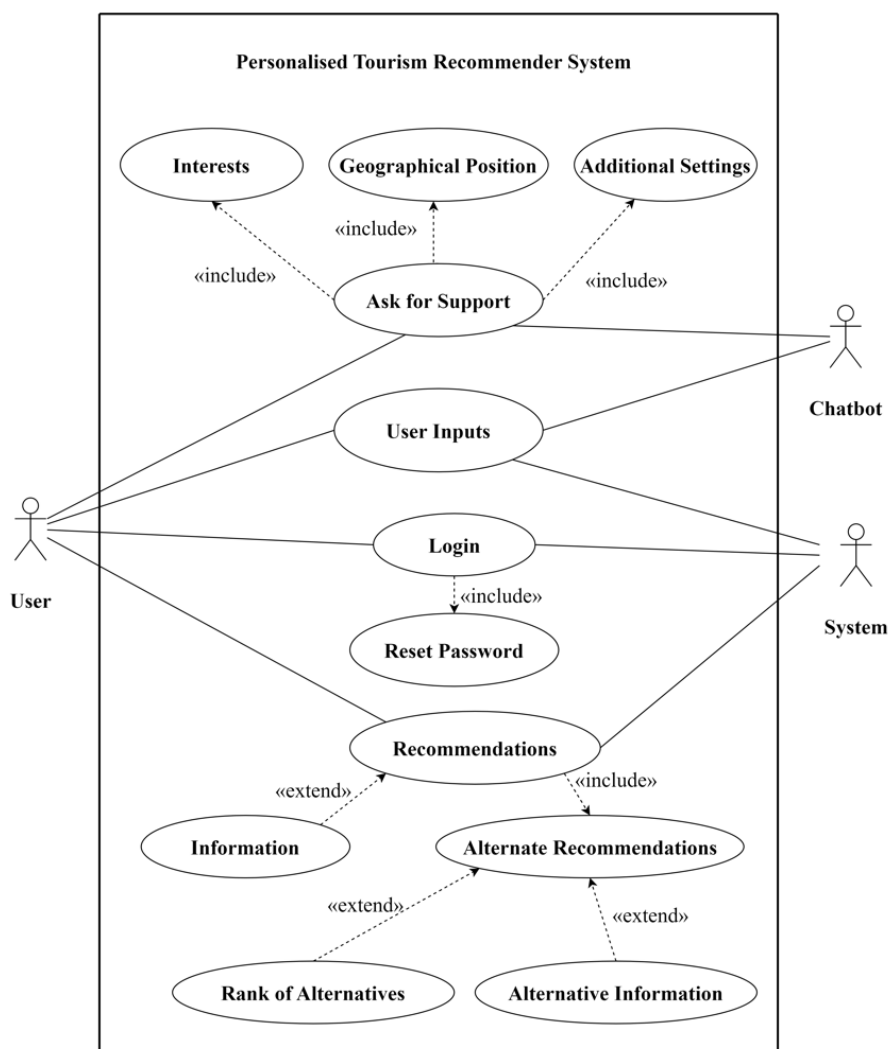 Personalised Tourism Recommender System
Interests
Geographical Position
Additional Settings
«include»
«include»
«include»
Ask for Support
Chatbot
User Inputs
Login
User
«include»
System
Reset Password
Recommendations
«extend»
«include»
Information
Alternate Recommendations
«extend»
«extend»
Rank of Alternatives
Alternative Information